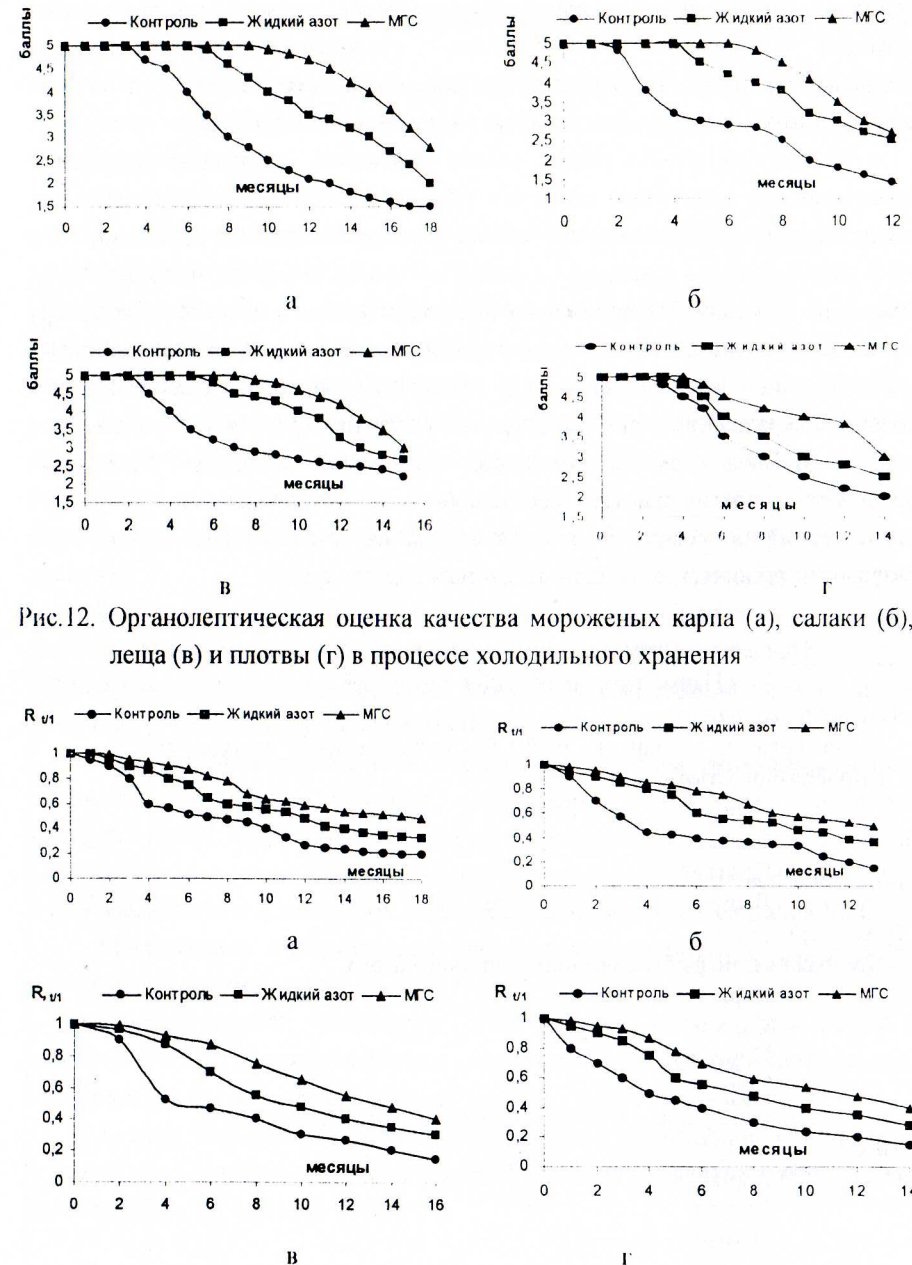 Контроль Жидкий азот МГС
баллы
5
4,5
4
3,5
3
2,5
2
1,5
месяцы
0 2 4 6 8 10 12 14 16 18
а
Контроль Жидкий азот МГС
баллы
5
4,5
4
3,5
3
2,5
2
1,5
1
месяцы
0 2 4 6 8 10 12
б
Контроль Жидкий азот МГС
баллы
5
4,5
4
3,5
3
2,5
2
1,5
месяцы
0 2 4 6 8 10 12 14 16
в
Контроль Жидкий азот МГС
баллы
5
4,5
4
3,5
3
2,5
2
1,5
месяцы
0 2 4 6 8 10 12 14
г
Рис.12. Органолептическая оценка качества мороженых карпа (а), салаки (б),
леща (в) и плотвы (г) в процессе холодильного хранения
R t/1
Контроль Жидкий азот МГС
1
0,8
0,6
0,4
0,2
0
месяцы
0 2 4 6 8 10 12 14 16 18
а
R t/1
Контроль Жидкий азот МГС
1
0,8
0,6
0,4
0,2
0
месяцы
0 2 4 6 8 10 12
б
R, t/1
Контроль Жидкий азот МГС
1
0,8
0,6
0,4
0,2
0
месяцы
0 2 4 6 8 10 12 14 16
в
R t/1
Контроль Жидкий азот МГС
1
0,8
0,6
0,4
0,2
0
месяцы
0 2 4 6 8 10 12 14
г